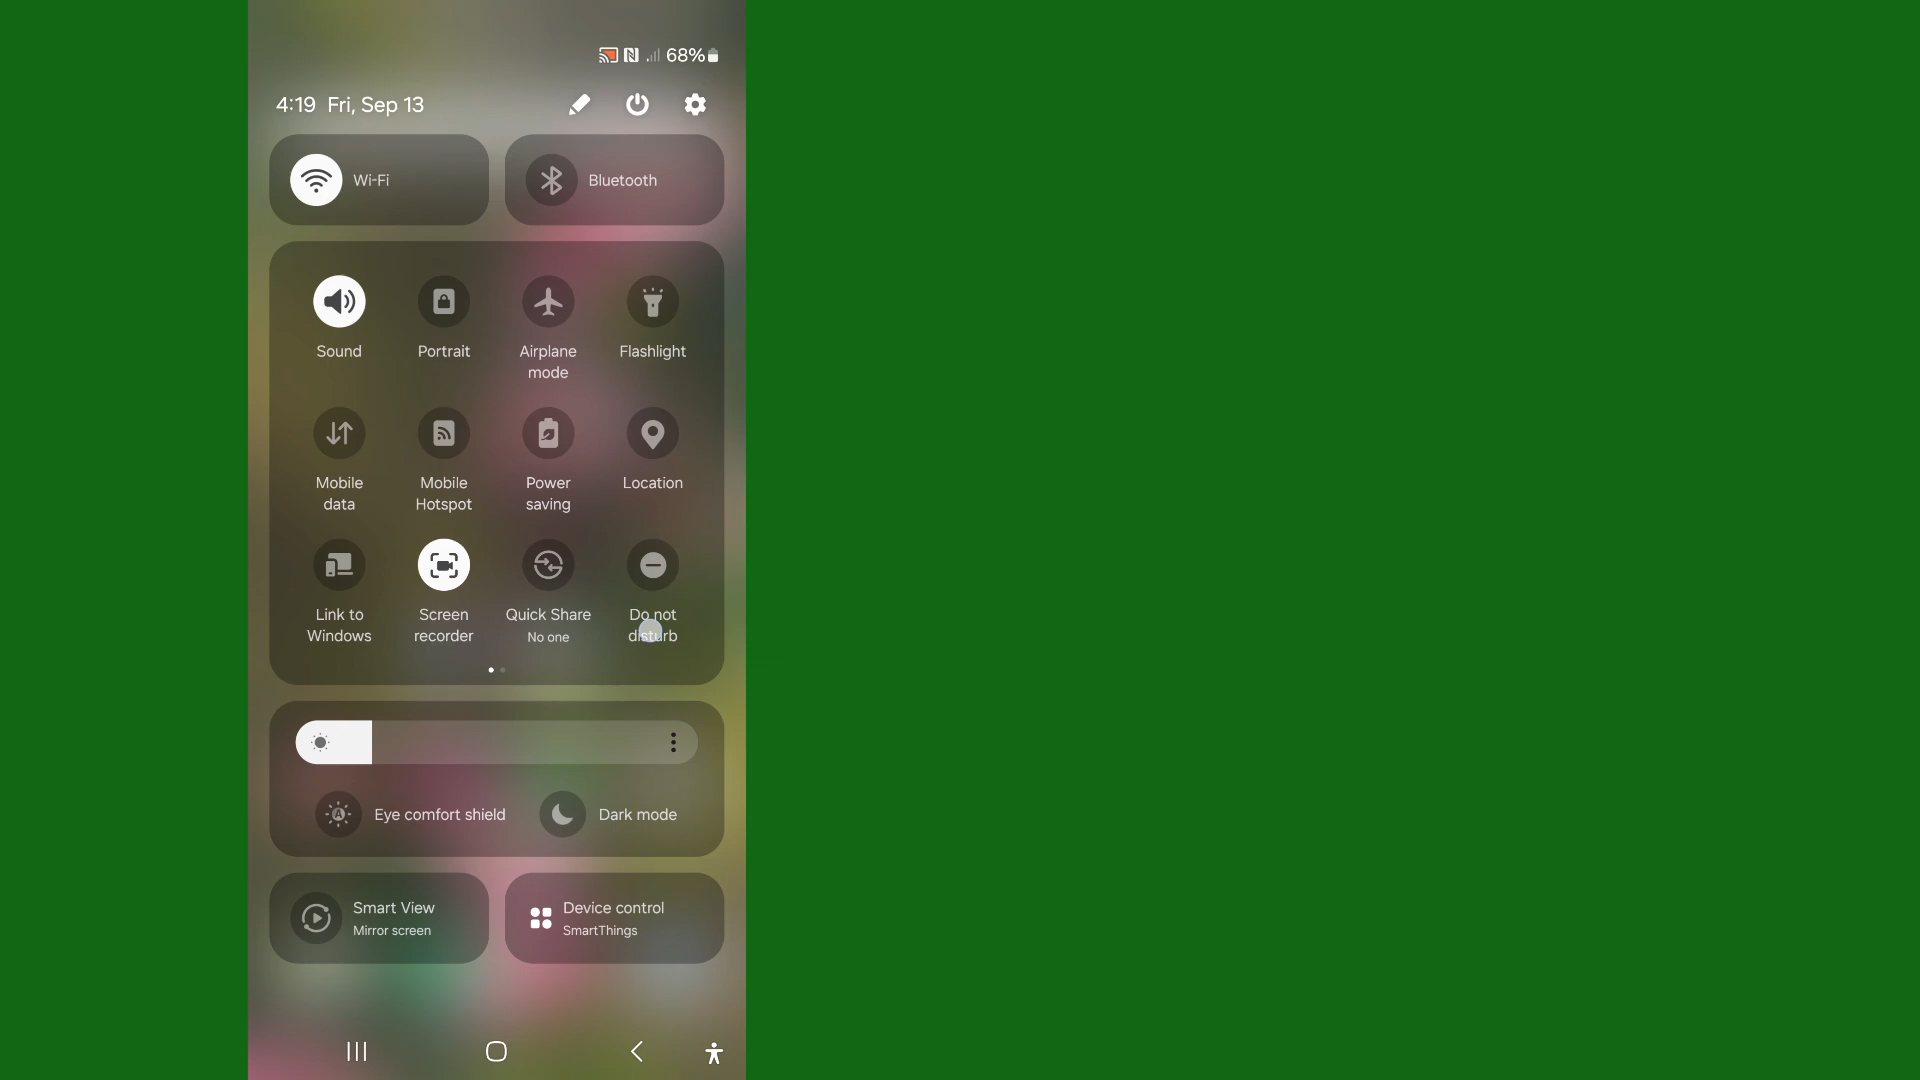 68%
4:19 Fri, Sep 13
Wi-Fi
Bluetooth
Sound
Portrait
Airplane
mode
Flashlight
Mobile
data
Mobile
Hotspot
Power
saving
Location
Link to
Windows
Screen
recorder
Quick Share
No one
Do not
disturb
Eye comfort shield
Dark mode
Smart View
Mirror screen
Device control
SmartThings